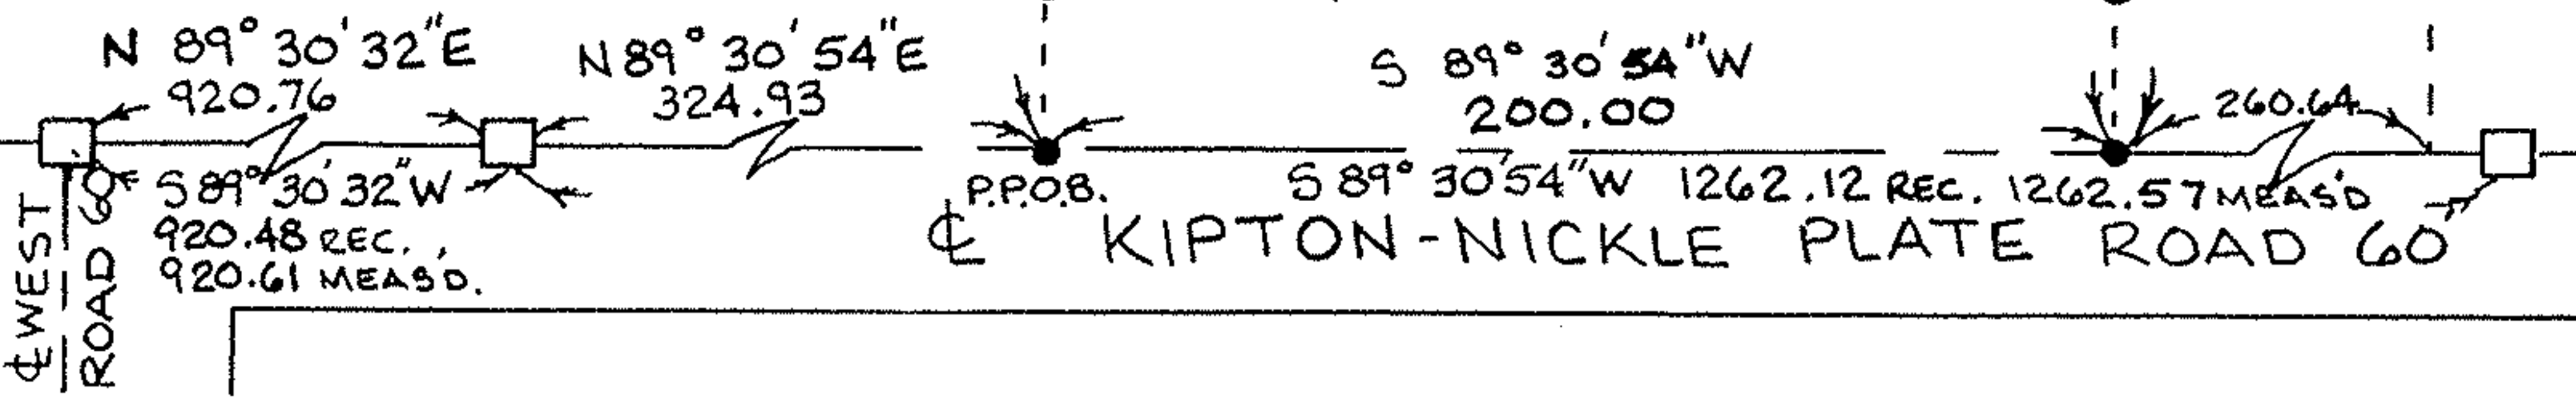 N 89° 30' 32" E
920.76
N 89° 30' 54" E
324.93
S 89° 30' 54" W
200.00
260.64
P.P.O.B.
S 89° 30' 32" W
920.48 REC.,
920.61 MEAS'D.
S 89° 30' 54" W 1262.12 REC. 1262.57 MEAS'D
℄ KIPTON-NICKLE PLATE ROAD 60'
℄ WEST
ROAD 60'